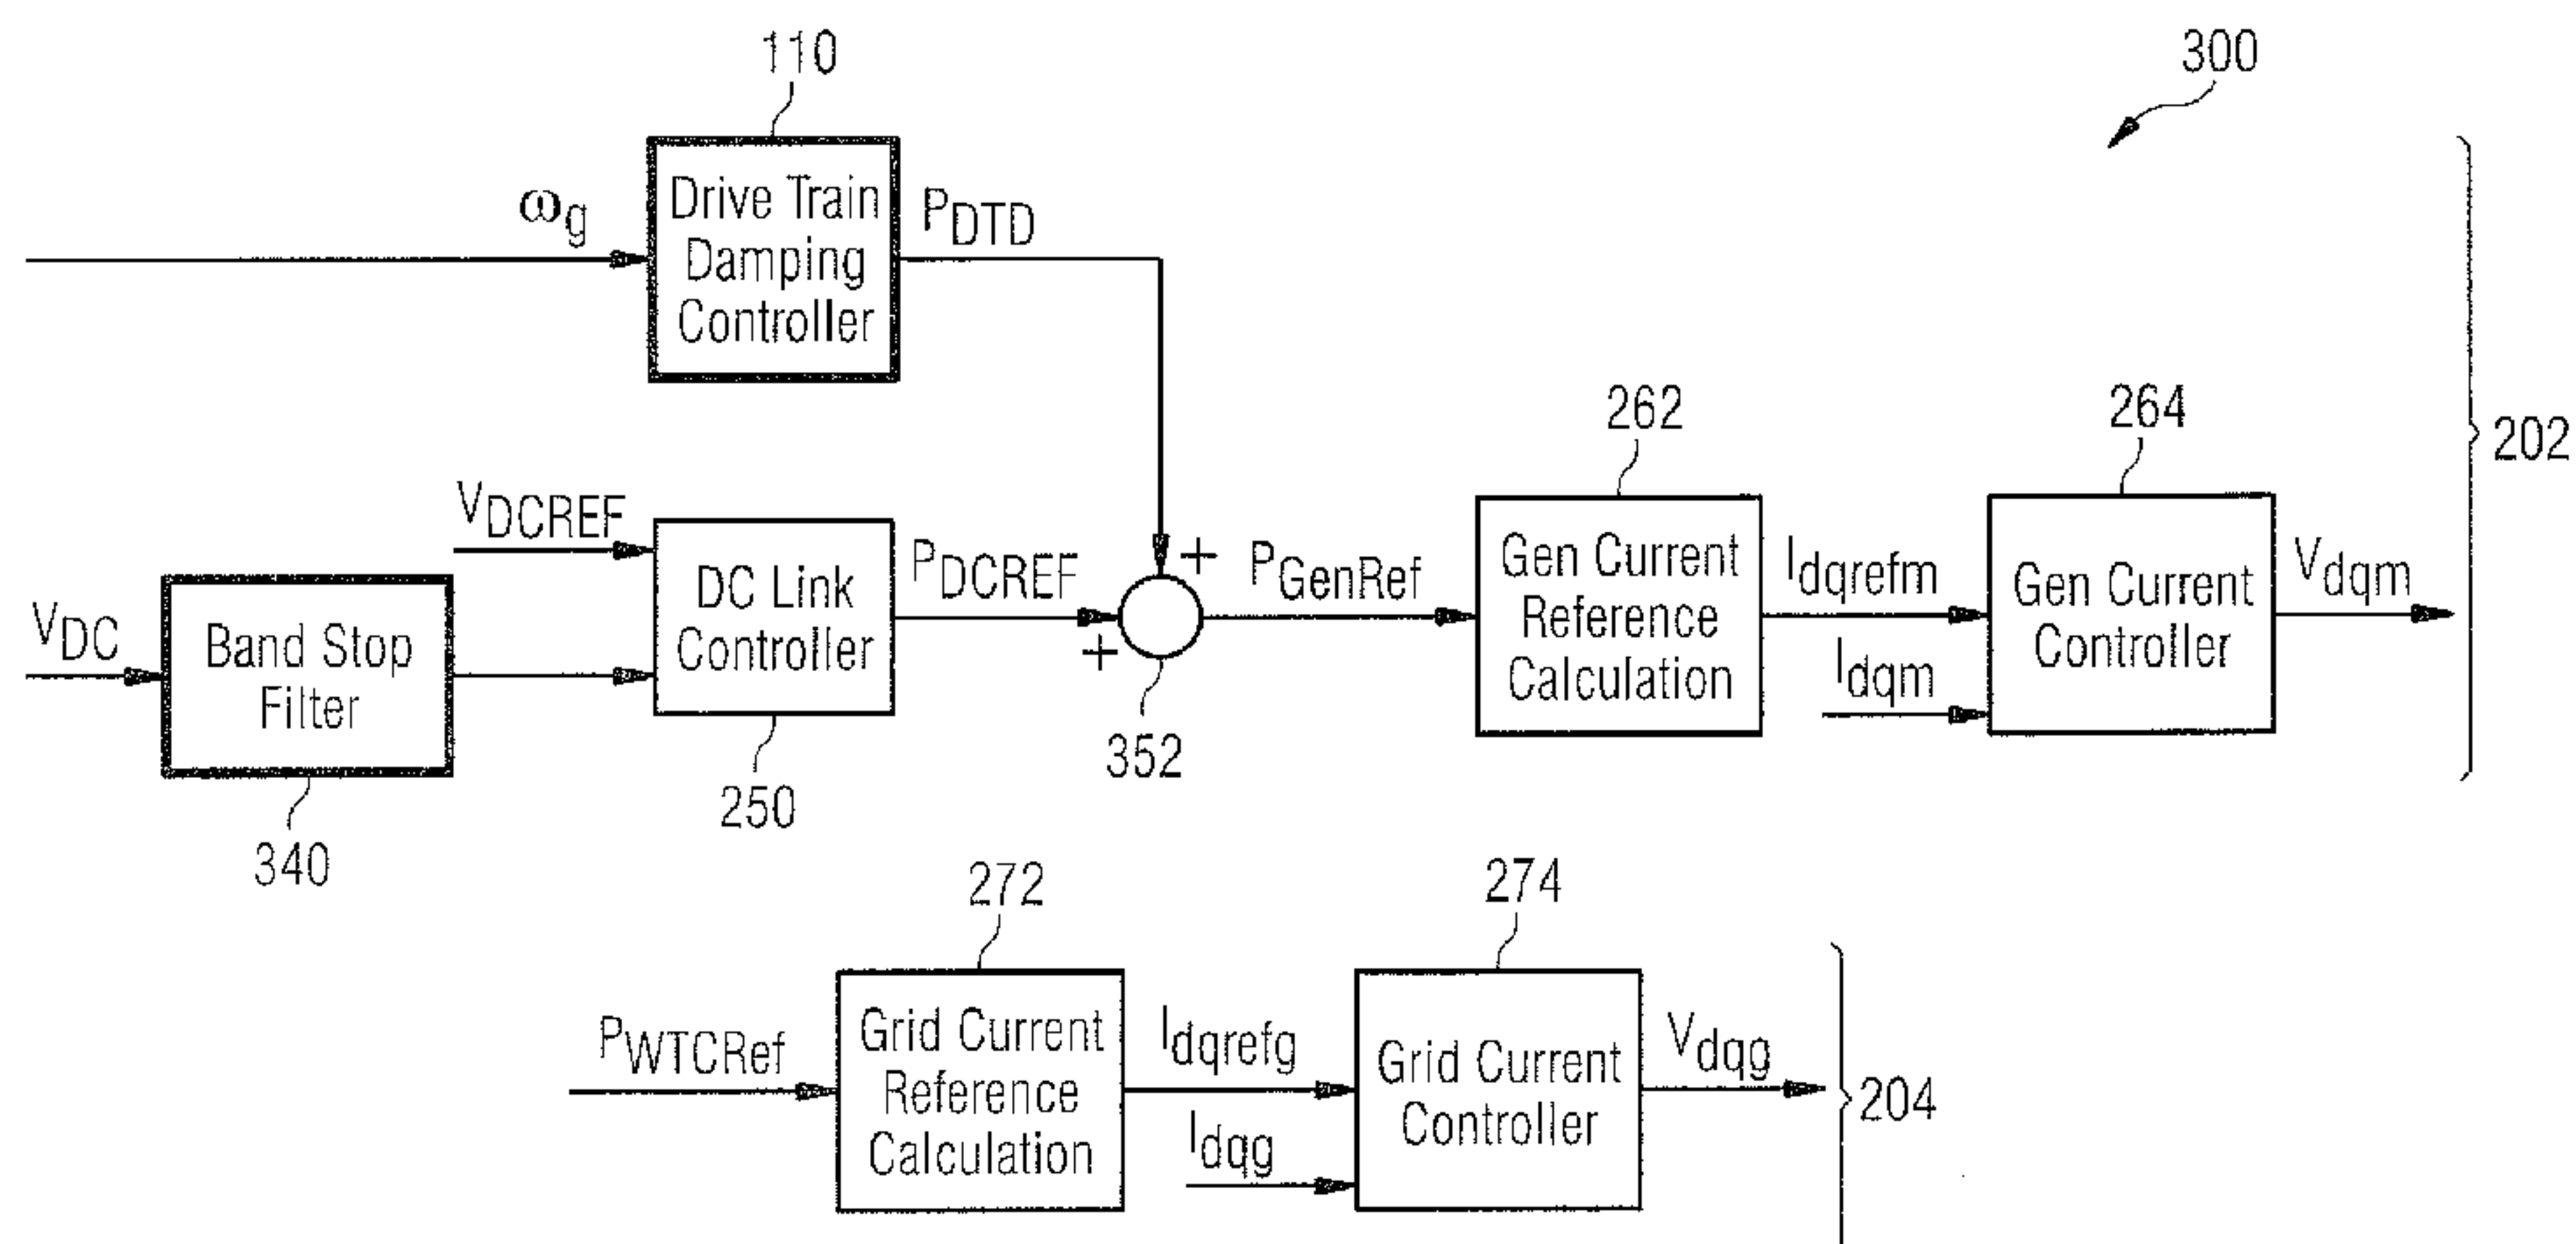 110
300
ωg
Drive Train
Damping
Controller
PDTD
262
264
202
VDCREF
VDC
Band Stop
Filter
340
DC Link
Controller
250
PDCREF
+
+
352
PGenRef
Gen Current
Reference
Calculation
Idqrefm
Idqm
Gen Current
Controller
Vdqm
272
274
PWTCRef
Grid Current
Reference
Calculation
Idqrefg
Idqg
Grid Current
Controller
Vdqg
204